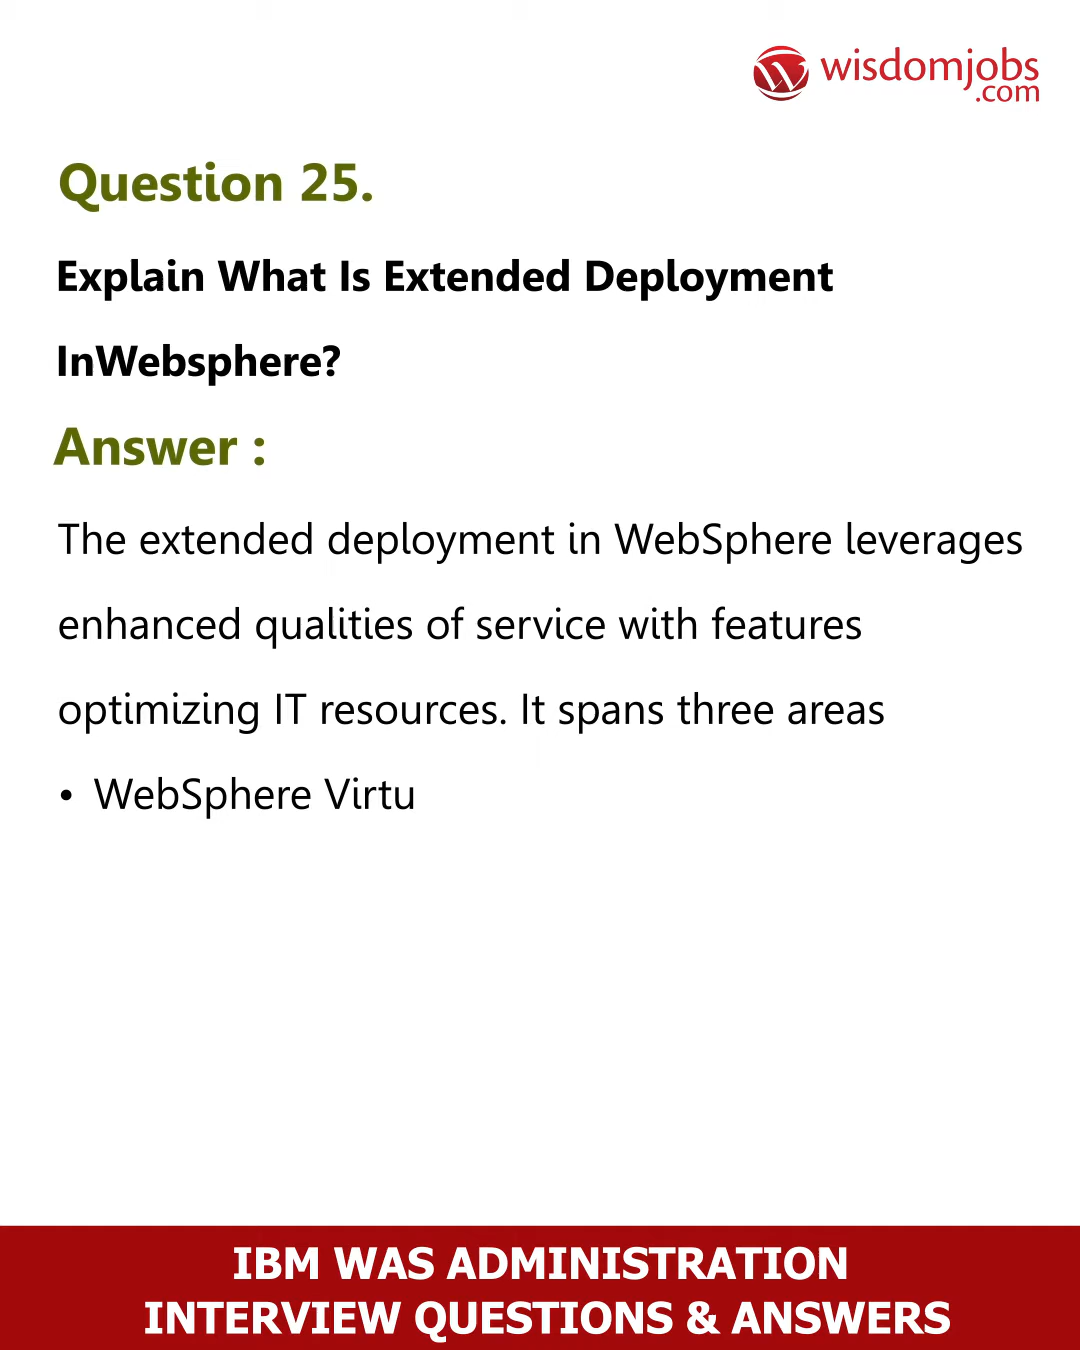 wisdomjobs
.com
Question 25.
Explain What Is Extended Deployment
InWebsphere?
Answer :
The extended deployment in WebSphere leverages
enhanced qualities of service with features
optimizing IT resources. It spans three areas
• WebSphere Virtu
IBM WAS ADMINISTRATION
INTERVIEW QUESTIONS & ANSWERS